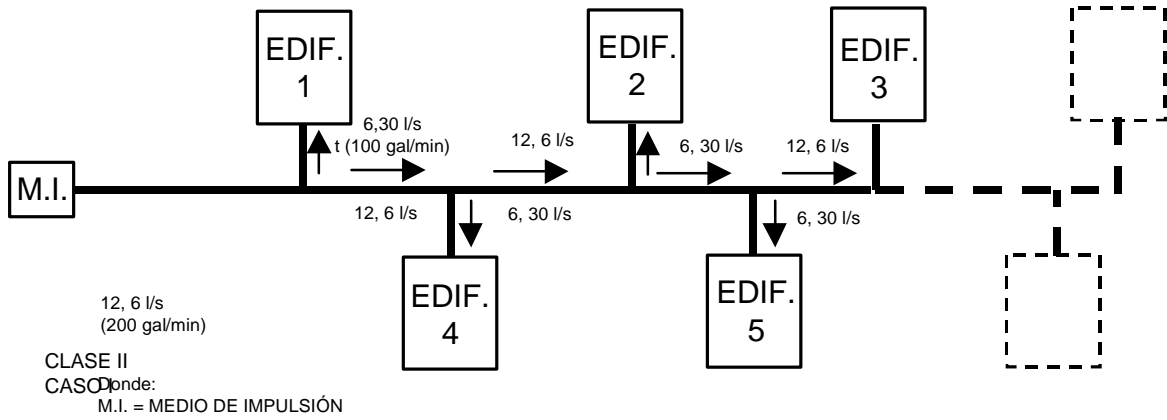 EDIF.
1
EDIF.
2
EDIF.
3
6,30 l/s
t (100 gal/min)
12, 6 l/s
6, 30 l/s
12, 6 l/s
M.I.
12, 6 l/s
6, 30 l/s
6, 30 l/s
EDIF.
4
EDIF.
5
12, 6 l/s
(200 gal/min)
CLASE II
CASO I
Donde:
M.I. = MEDIO DE IMPULSIÓN